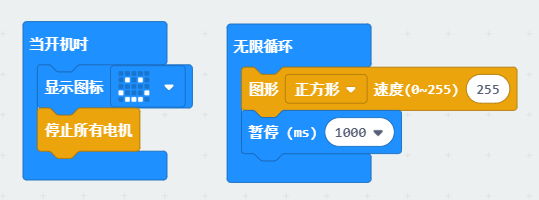 当开机时
显示图标
停止所有电机
无限循环
图形 正方形 速度(0~255) 255
暂停 (ms) 1000